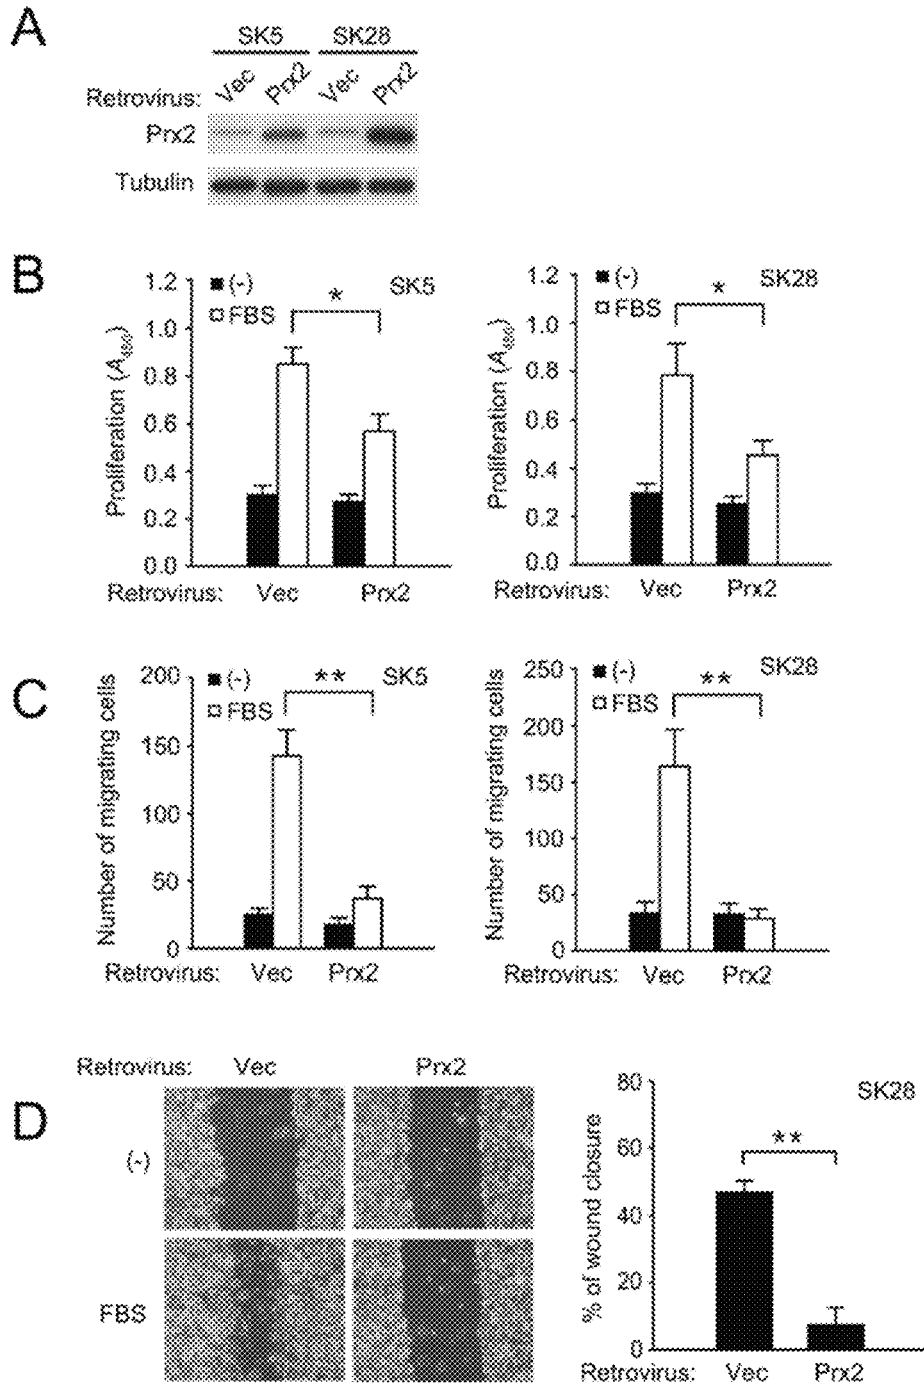 A
SK5 SK28
Retrovirus: Vec Prx2 Vec Prx2
Prx2
Tubulin
B
1.2
1.0
0.8
0.6
0.4
0.2
0.0
Proliferation (A490)
(-)
FBS
*
SK5
Retrovirus: Vec Prx2
1.2
1.0
0.8
0.6
0.4
0.2
0.0
Proliferation (A490)
(-)
FBS
*
SK28
Retrovirus: Vec Prx2
C
200
150
100
50
0
Number of migrating cells
(-)
FBS
**
SK5
Retrovirus: Vec Prx2
250
200
150
100
50
0
Number of migrating cells
(-)
FBS
**
SK28
Retrovirus: Vec Prx2
D
Retrovirus: Vec Prx2
(-)
FBS
80
60
40
20
0
% of wound closure
SK28
**
Retrovirus: Vec Prx2